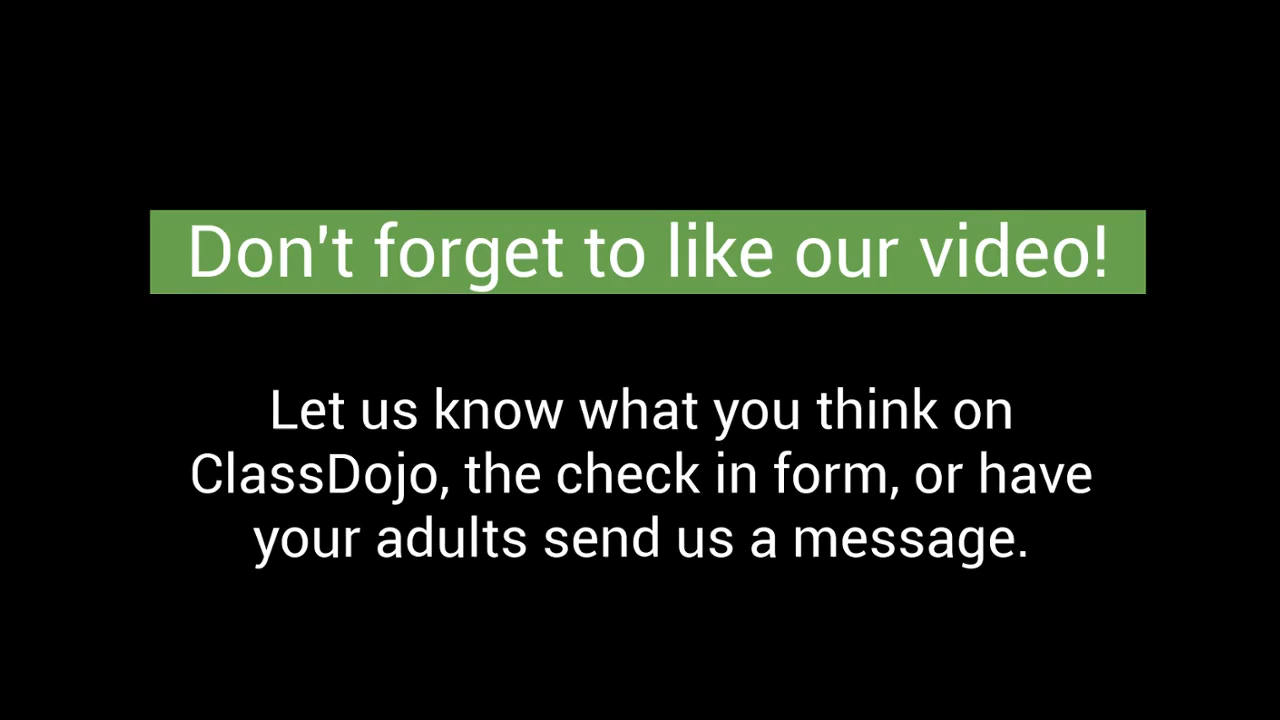 Don't forget to like our video!
Let us know what you think on
ClassDojo, the check in form, or have
your adults send us a message.